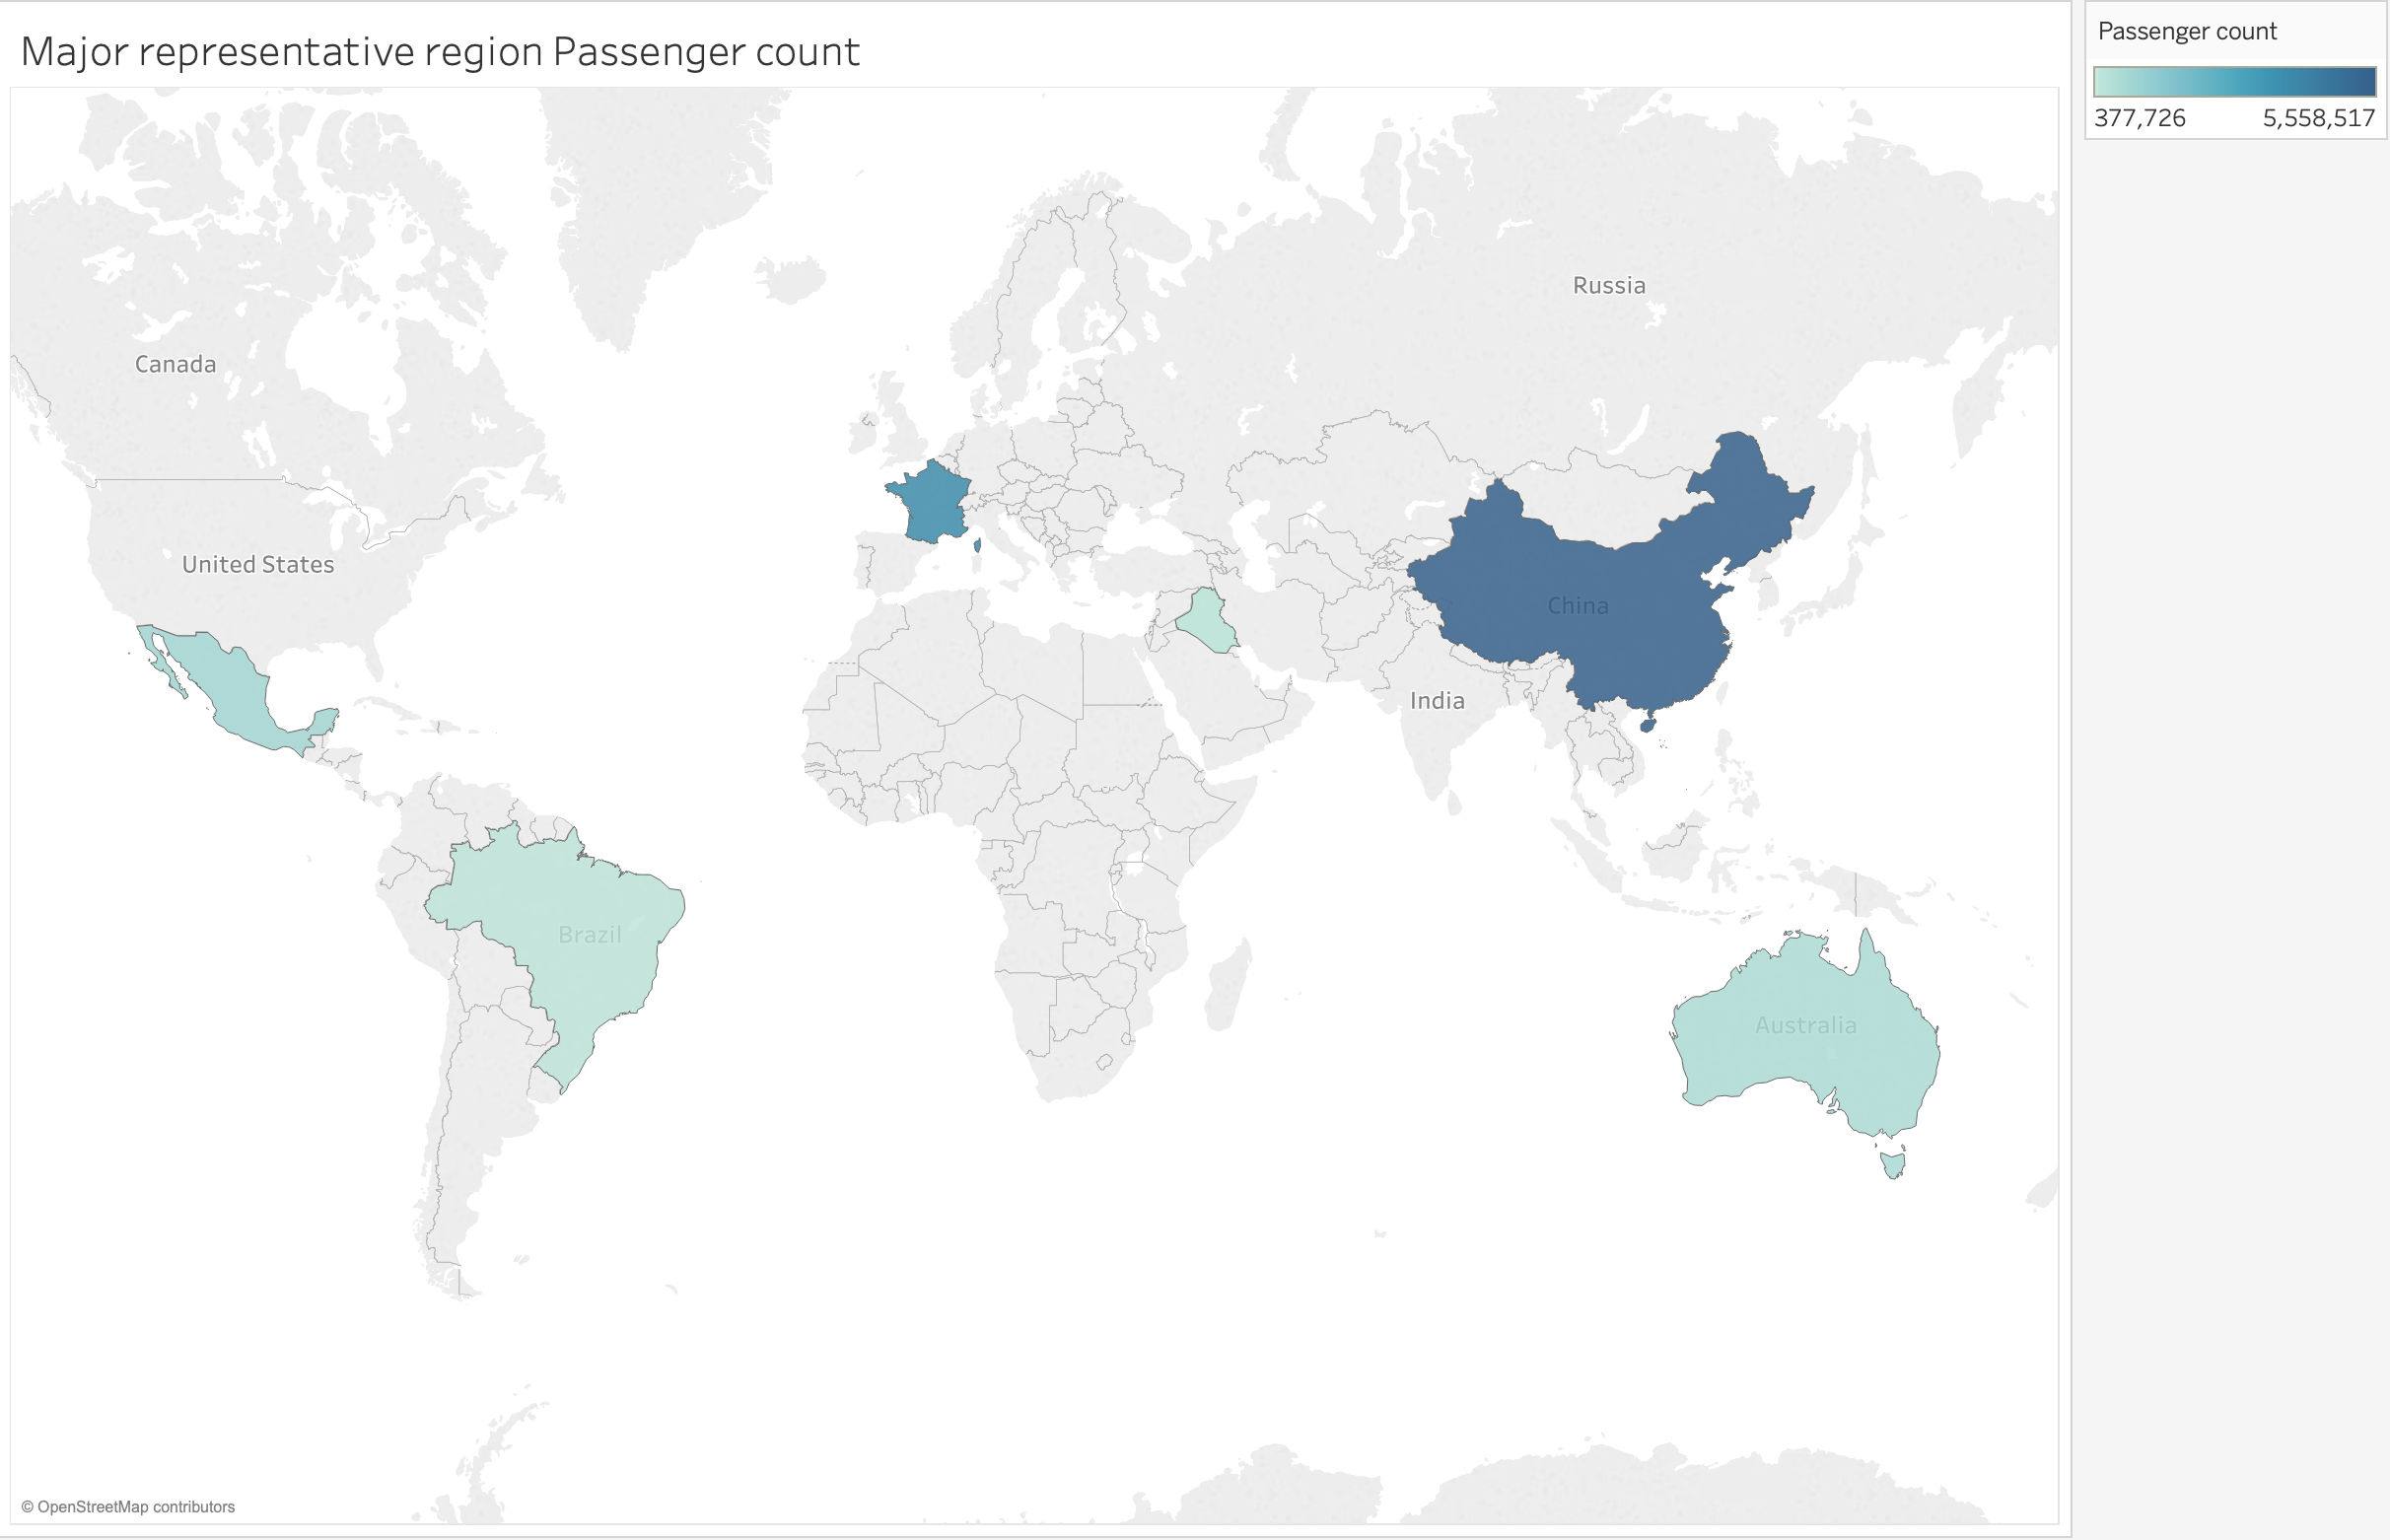 Major representative region Passenger count
Passenger count
377,726 5,558,517
Russia
Canada
United States
China
India
Brazil
Australia
© OpenStreetMap contributors